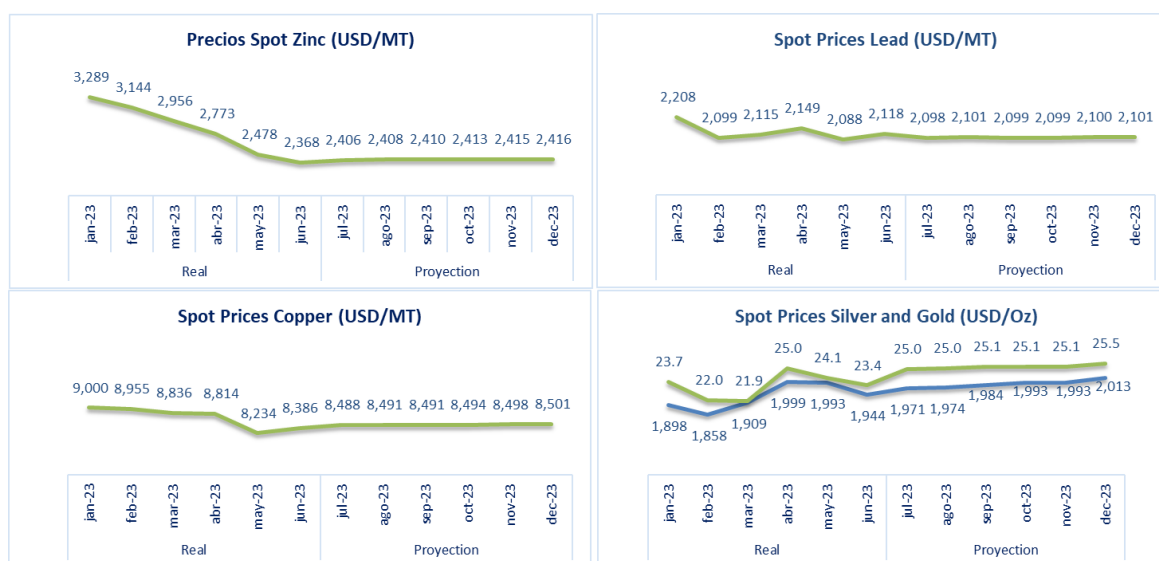 Precios Spot Zinc (USD/MT)
3,289 3,144 2,956 2,773 2,478 2,368 2,406 2,408 2,410 2,413 2,415 2,416
jan-23 feb-23 mar-23 abr-23 may-23 jun-23 jul-23 ago-23 sep-23 oct-23 nov-23 dec-23
Real Proyection
Spot Prices Lead (USD/MT)
2,208 2,099 2,115 2,149 2,088 2,118 2,098 2,101 2,099 2,099 2,100 2,101
jan-23 feb-23 mar-23 abr-23 may-23 jun-23 jul-23 ago-23 sep-23 oct-23 nov-23 dec-23
Real Proyection
Spot Prices Copper (USD/MT)
9,000 8,955 8,836 8,814 8,234 8,386 8,488 8,491 8,491 8,494 8,498 8,501
jan-23 feb-23 mar-23 abr-23 may-23 jun-23 jul-23 ago-23 sep-23 oct-23 nov-23 dec-23
Real Proyection
Spot Prices Silver and Gold (USD/Oz)
23.7 22.0 21.9 25.0 24.1 23.4 25.0 25.0 25.1 25.1 25.1 25.5
1,898 1,858 1,909 1,999 1,993 1,944 1,971 1,974 1,984 1,993 1,993 2,013
jan-23 feb-23 mar-23 abr-23 may-23 jun-23 jul-23 ago-23 sep-23 oct-23 nov-23 dec-23
Real Proyection